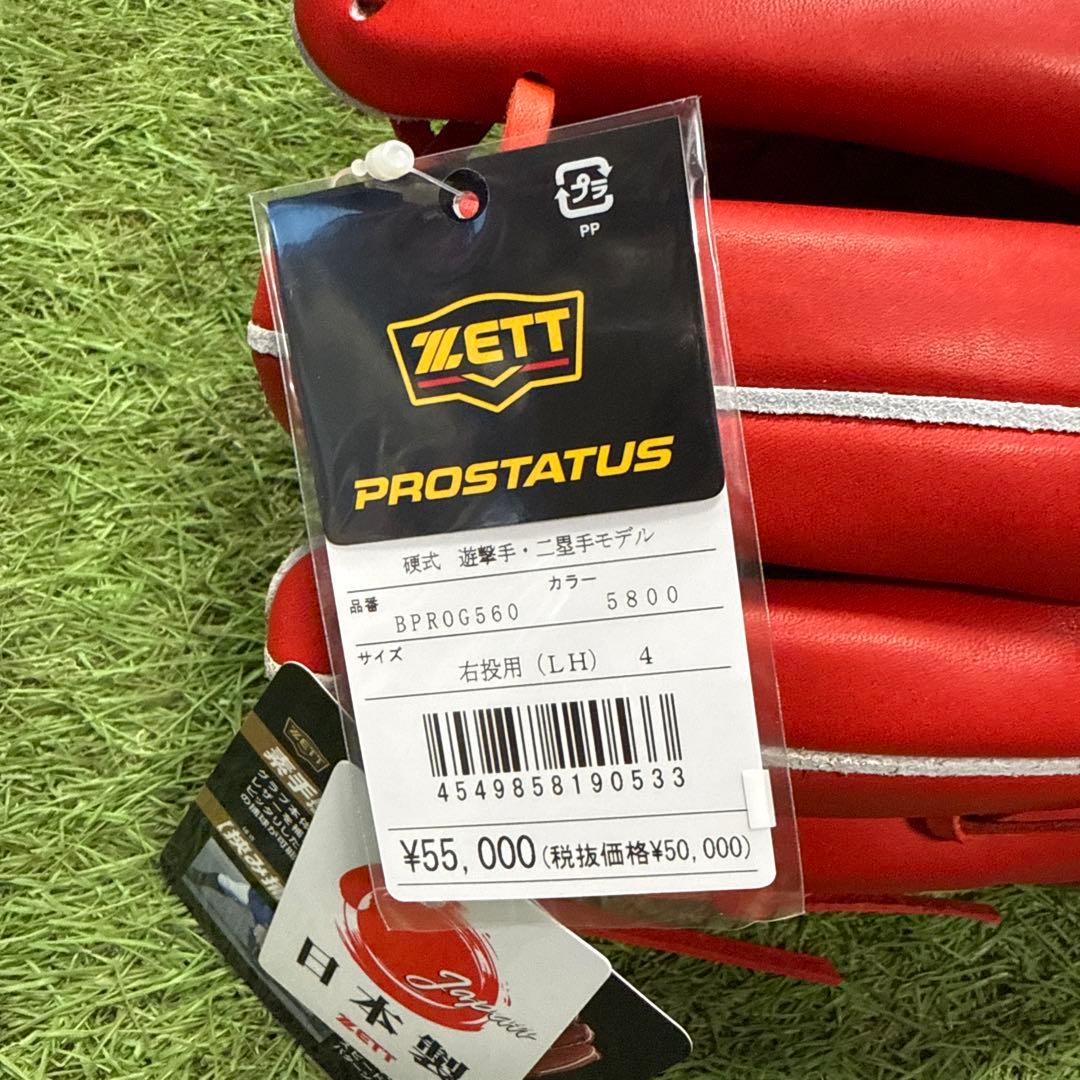 プラ
PP
ZETT
PROSTATUS
硬式 遊撃手・二塁手モデル
品番 BPROG560 カラー 5800
サイズ 右投用(LH) 4
4549858190533
¥55,000(税抜価格¥50,000)
ZETT
Japan
日本製
ZETT